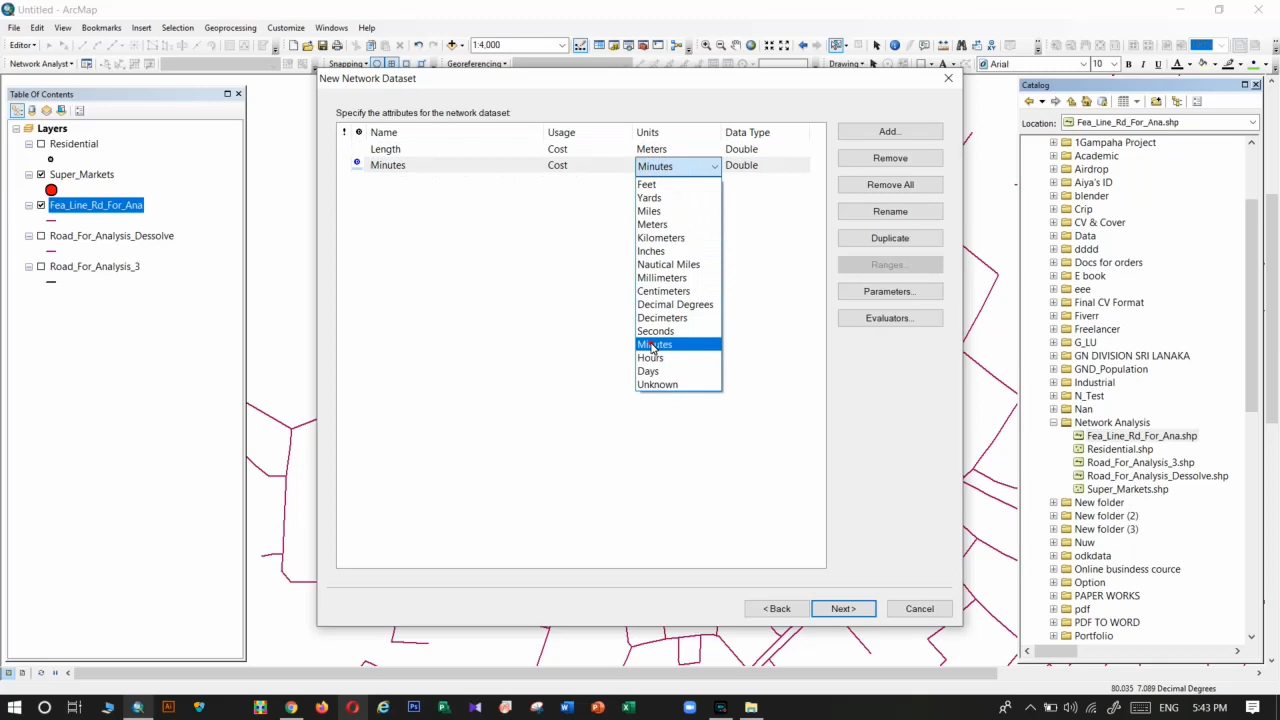 Untitled - ArcMap
File Edit View Bookmarks Insert Selection Geoprocessing Customize Windows Help
Editor 1:4,000
Network Analyst Snapping Georeferencing Drawing Arial 10 B I U A
Table Of Contents
Layers
Residential
Super_Markets
Fea_Line_Rd_For_Ana
Road_For_Analysis_Dessolve
Road_For_Analysis_3
New Network Dataset
Specify the attributes for the network dataset:
! Name Usage Units Data Type
Length Cost Meters Double
Minutes Cost Minutes Double
Feet
Yards
Miles
Meters
Kilometers
Inches
Nautical Miles
Millimeters
Centimeters
Decimal Degrees
Decimeters
Seconds
Minutes
Hours
Days
Unknown
Add...
Remove
Remove All
Rename
Duplicate
Ranges...
Parameters...
Evaluators...
< Back Next > Cancel
Catalog
Location: Fea_Line_Rd_For_Ana.shp
1Gampaha Project
Academic
Airdrop
Aiya's ID
blender
Crip
CV & Cover
Data
dddd
Docs for orders
E book
eee
Final CV Format
Fiverr
Freelancer
G_LU
GN DIVISION SRI LANAKA
GND_Population
Industrial
N_Test
Nan
Network Analysis
Fea_Line_Rd_For_Ana.shp
Residential.shp
Road_For_Analysis_3.shp
Road_For_Analysis_Dessolve.shp
Super_Markets.shp
New folder
New folder (2)
New folder (3)
Nuw
odkdata
Online busindess cource
Option
PAPER WORKS
pdf
PDF TO WORD
Portfolio
80.035 7.089 Decimal Degrees
ENG 5:43 PM